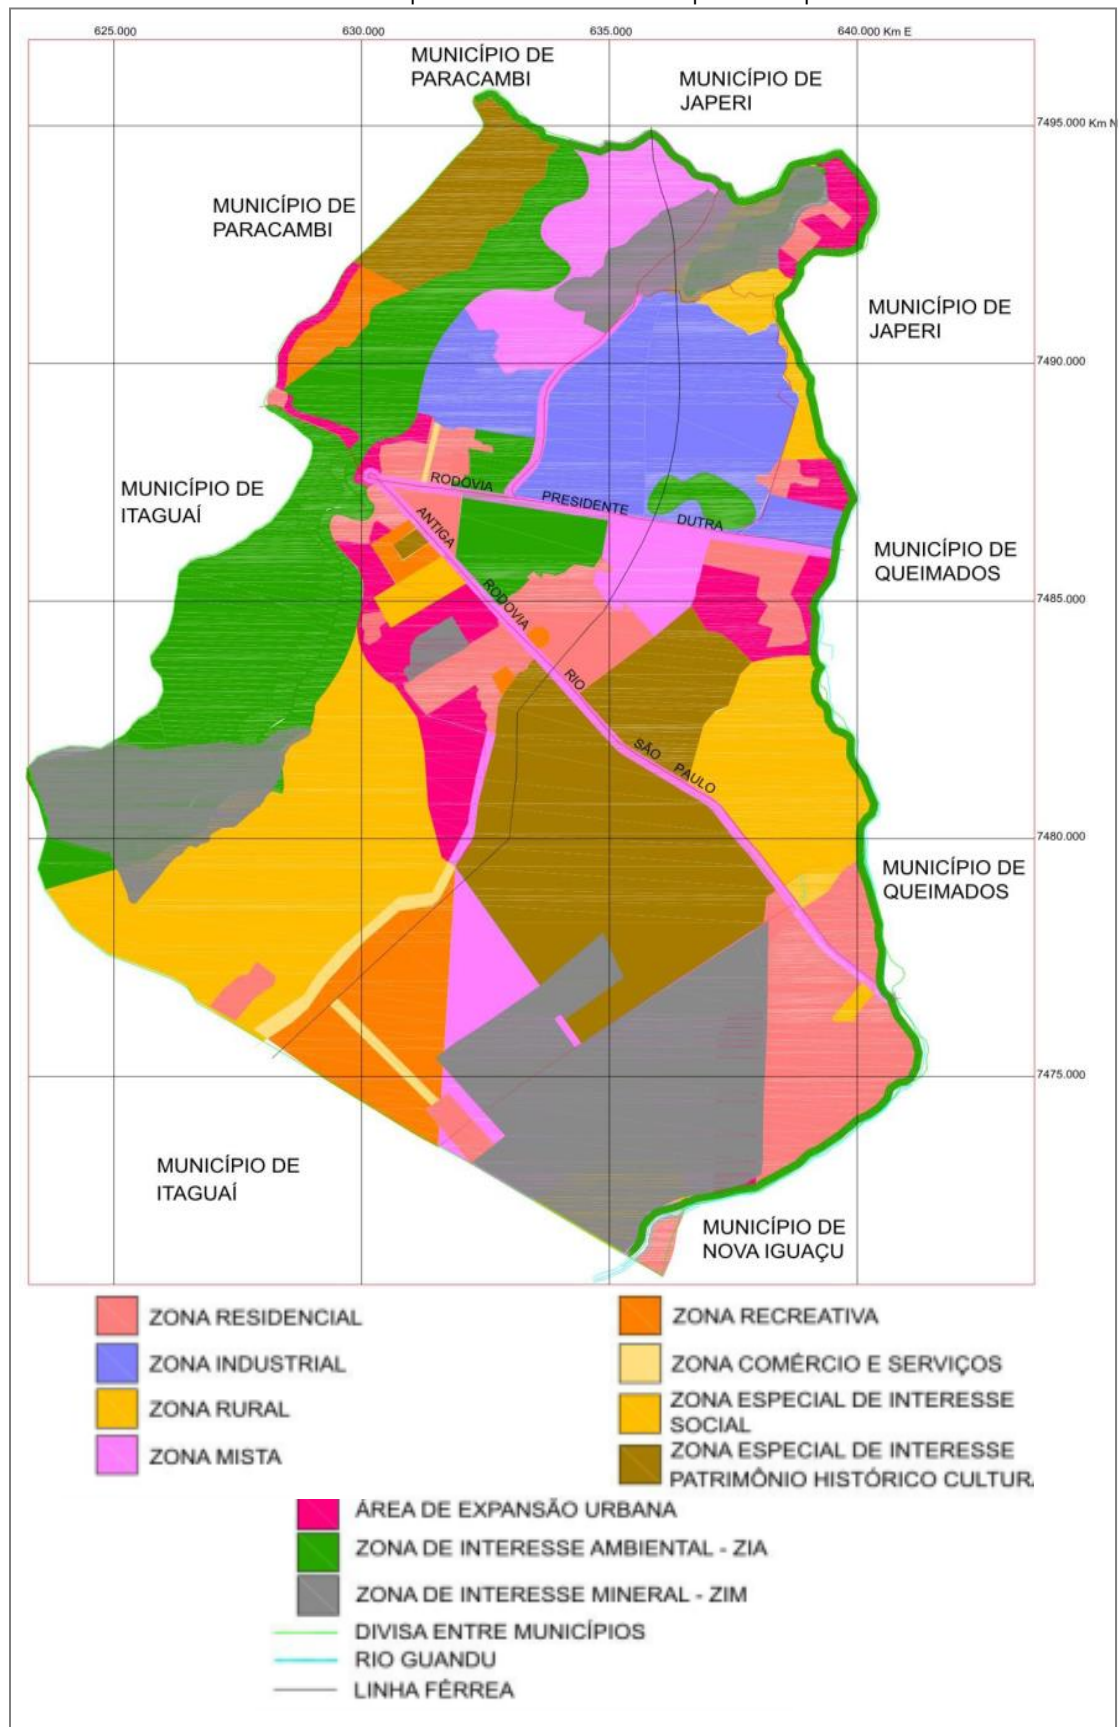 625.000
630.000
635.000
640.000 Km E
MUNICÍPIO DE
PARACAMBI
MUNICÍPIO DE
JAPERI
7495.000 Km N
MUNICÍPIO DE
PARACAMBI
MUNICÍPIO DE
JAPERI
7490.000
MUNICÍPIO DE
ITAGUAÍ
RODOVIA
PRESIDENTE
DUTRA
ANTIGA
RODOVIA
RIO
SÃO
PAULO
MUNICÍPIO DE
QUEIMADOS
7485.000
7480.000
MUNICÍPIO DE
QUEIMADOS
7475.000
MUNICÍPIO DE
ITAGUAÍ
MUNICÍPIO DE
NOVA IGUAÇU
ZONA RESIDENCIAL
ZONA INDUSTRIAL
ZONA RURAL
ZONA MISTA
ZONA RECREATIVA
ZONA COMÉRCIO E SERVIÇOS
ZONA ESPECIAL DE INTERESSE
SOCIAL
ZONA ESPECIAL DE INTERESSE
PATRIMÔNIO HISTÓRICO CULTURA
ÁREA DE EXPANSÃO URBANA
ZONA DE INTERESSE AMBIENTAL - ZIA
ZONA DE INTERESSE MINERAL - ZIM
DIVISA ENTRE MUNICÍPIOS
RIO GUANDU
LINHA FÉRREA